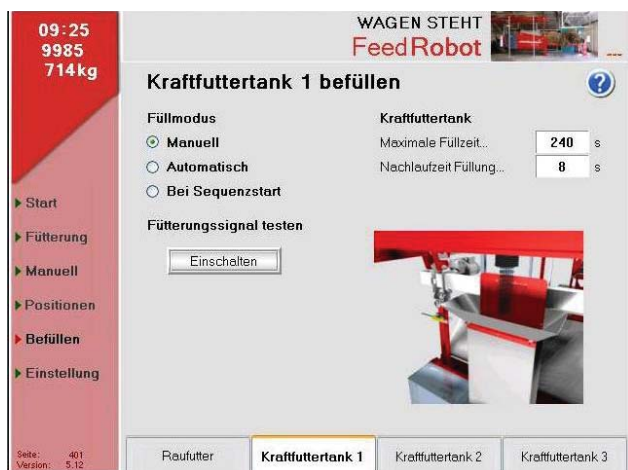 09:25
9985
714kg
WAGEN STEHT
FeedRobot
...
Kraftfuttertank 1 befüllen
?
Füllmodus
Manuell
Automatisch
Bei Sequenzstart
Fütterungssignal testen
Einschalten
Kraftfuttertank
Maximale Füllzeit... 240 s
Nachlaufzeit Füllung... 8 s
Start
Fütterung
Manuell
Positionen
Befüllen
Einstellung
Seite: 401
Version: 5.12
Raufutter Kraftfuttertank 1 Kraftfuttertank 2 Kraftfuttertank 3